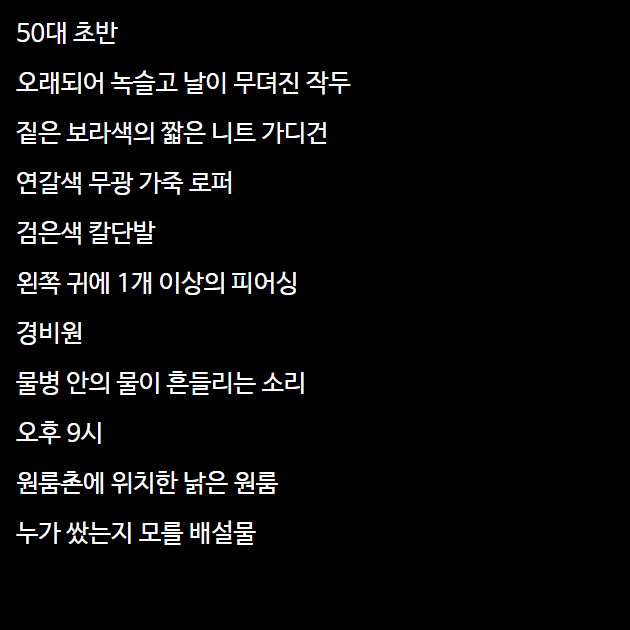 50대 초반
오래되어 녹슬고 날이 무뎌진 작두
짙은 보라색의 짧은 니트 가디건
연갈색 무광 가죽 로퍼
검은색 칼단발
왼쪽 귀에 1개 이상의 피어싱
경비원
물병 안의 물이 흔들리는 소리
오후 9시
원룸촌에 위치한 낡은 원룸
누가 쌌는지 모를 배설물